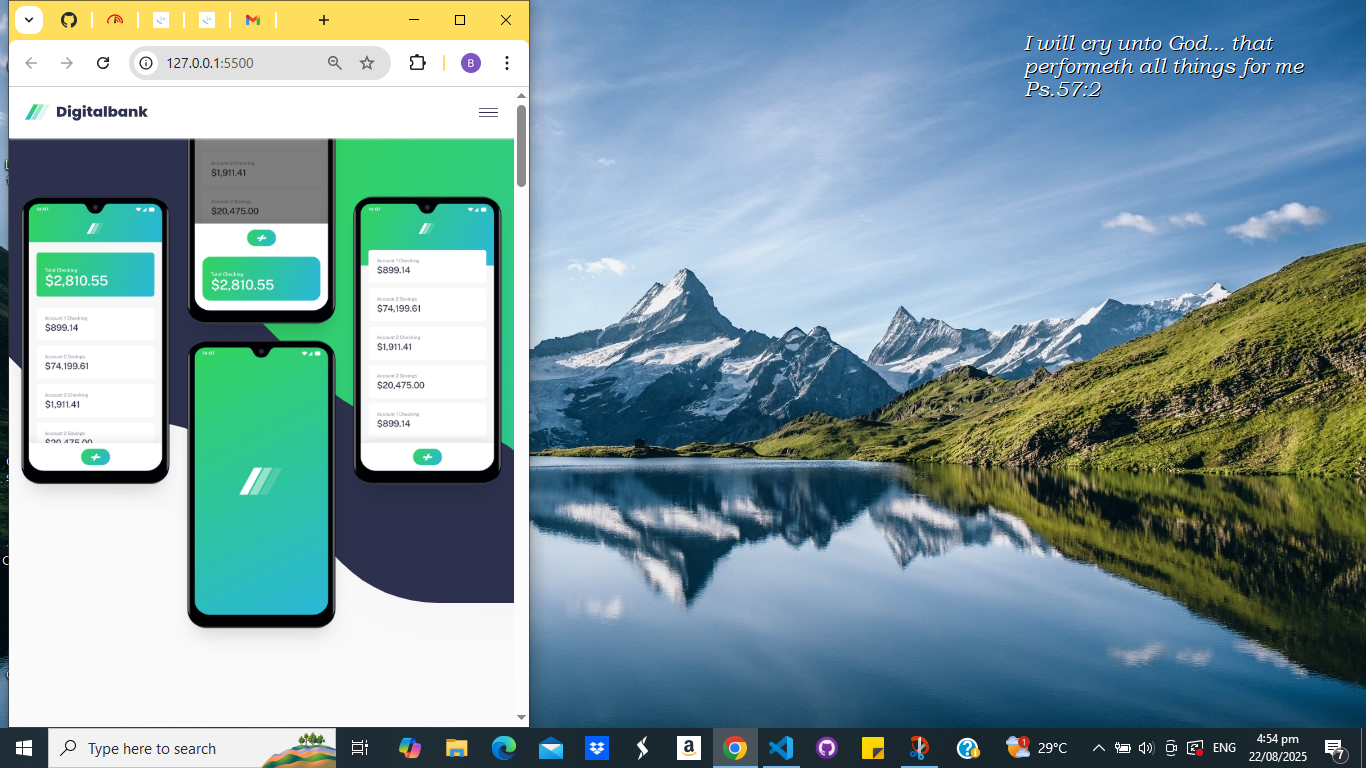 127.0.0.1:5500
B
Digitalbank
I will cry unto God... that
performeth all things for me
Ps.57:2
Account 2 Checking
$1,911.41
Account 2 Savings
$20,475.00
Total Checking
$2,810.55
14:07
Total Checking
$2,810.55
Account 1 Checking
$899.14
Account 2 Savings
$74,199.61
Account 2 Checking
$1,911.41
Account 2 Savings
$20,475.00
14:07
Account 1 Checking
$899.14
Account 2 Savings
$74,199.61
Account 2 Checking
$1,911.41
Account 2 Savings
$20,475.00
Account 1 Checking
$899.14
14:07
Type here to search
a
1
29°C
ENG
4:54 pm
22/08/2025
7